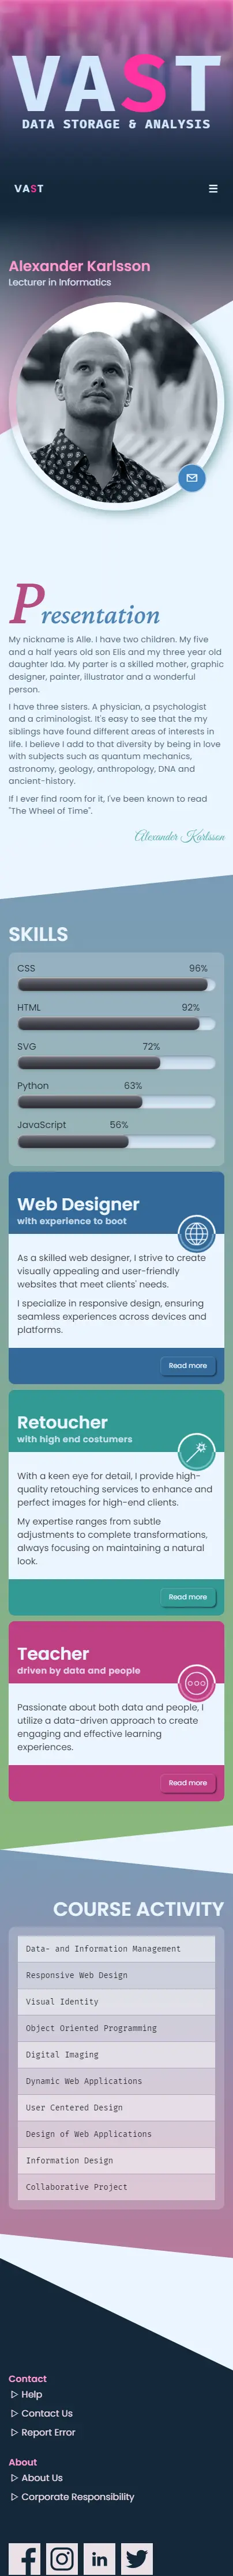 VAST
DATA STORAGE & ANALYSIS
VAST
Alexander Karlsson
Lecturer in Informatics
Presentation
My nickname is Alle. I have two children. My five
and a half years old son Elis and my three year old
daughter Ida. My parter is a skilled mother, graphic
designer, painter, illustrator and a wonderful
person.
I have three sisters. A physician, a psychologist
and a criminologist. It's easy to see that the my
siblings have found different areas of interests in
life. I believe I add to that diversity by being in love
with subjects such as quantum mechanics,
astronomy, geology, anthropology, DNA and
ancient-history.
If I ever find room for it, I've been known to read
"The Wheel of Time".
Alexander Karlsson
SKILLS
CSS 96%
HTML 92%
SVG 72%
Python 63%
JavaScript 56%
Web Designer
with experience to boot
As a skilled web designer, I strive to create
visually appealing and user-friendly
websites that meet clients' needs.
I specialize in responsive design, ensuring
seamless experiences across devices and
platforms.
Read more
Retoucher
with high end costumers
With a keen eye for detail, I provide high-
quality retouching services to enhance and
perfect images for high-end clients.
My expertise ranges from subtle
adjustments to complete transformations,
always focusing on maintaining a natural
look.
Read more
Teacher
driven by data and people
Passionate about both data and people, I
utilize a data-driven approach to create
engaging and effective learning
experiences.
Read more
COURSE ACTIVITY
Data- and Information Management
Responsive Web Design
Visual Identity
Object Oriented Programming
Digital Imaging
Dynamic Web Applications
User Centered Design
Design of Web Applications
Information Design
Collaborative Project
Contact
Help
Contact Us
Report Error
About
About Us
Corporate Responsibility